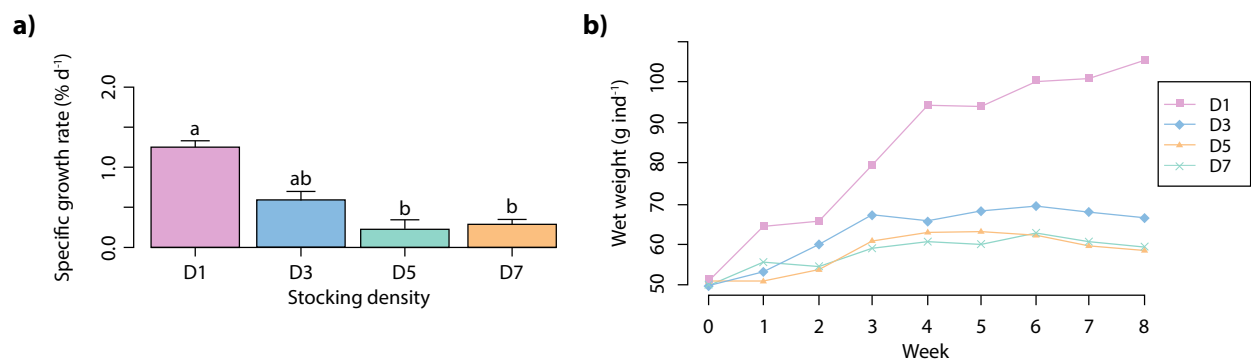 a)
Specific growth rate (% d⁻¹)
2.0
1.0
0.0
a
ab
b
b
D1
D3
D5
D7
Stocking density
b)
Wet weight (g ind⁻¹)
100
90
80
70
60
50
0
1
2
3
4
5
6
7
8
Week
D1
D3
D5
D7